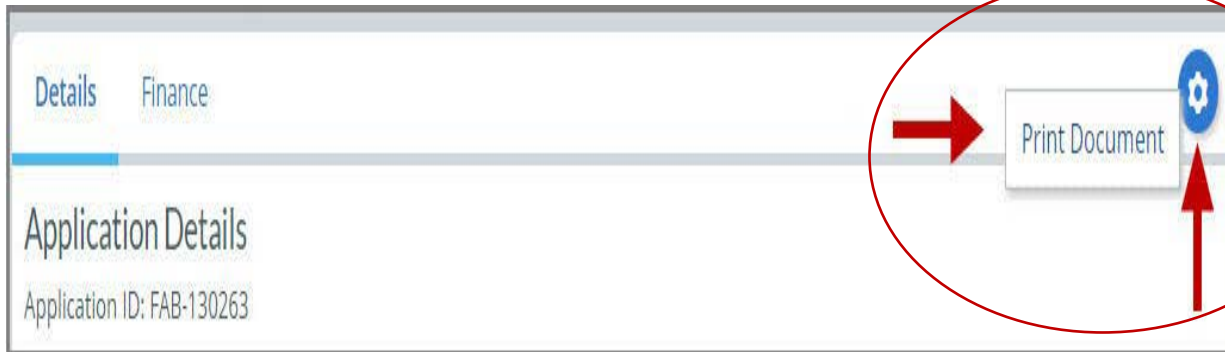 Details Finance
Print Document
Application Details
Application ID: FAB-130263